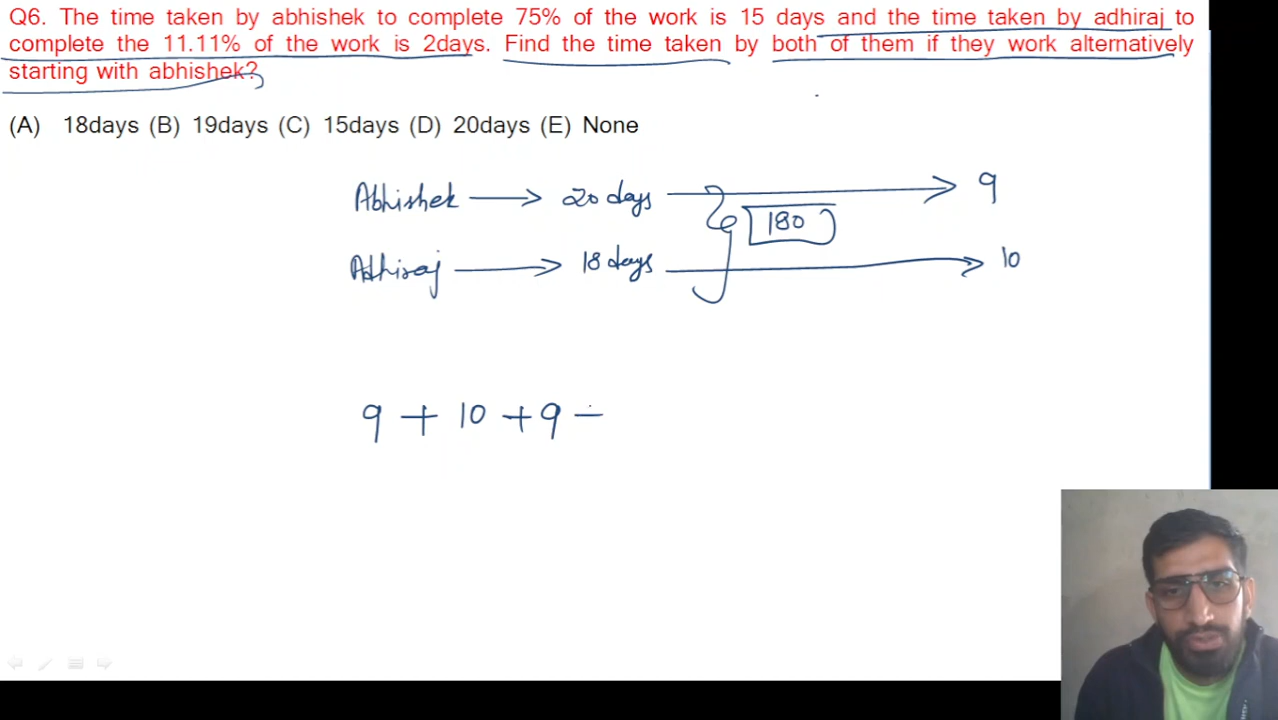 Q6. The time taken by abhishek to complete 75% of the work is 15 days and the time taken by adhiraj to
complete the 11.11% of the work is 2days. Find the time taken by both of them if they work alternatively
starting with abhishek?
(A) 18days (B) 19days (C) 15days (D) 20days (E) None
Abhishek → 20 days → 9
180
Adhiraj → 18 days → 10
9 + 10 + 9 -